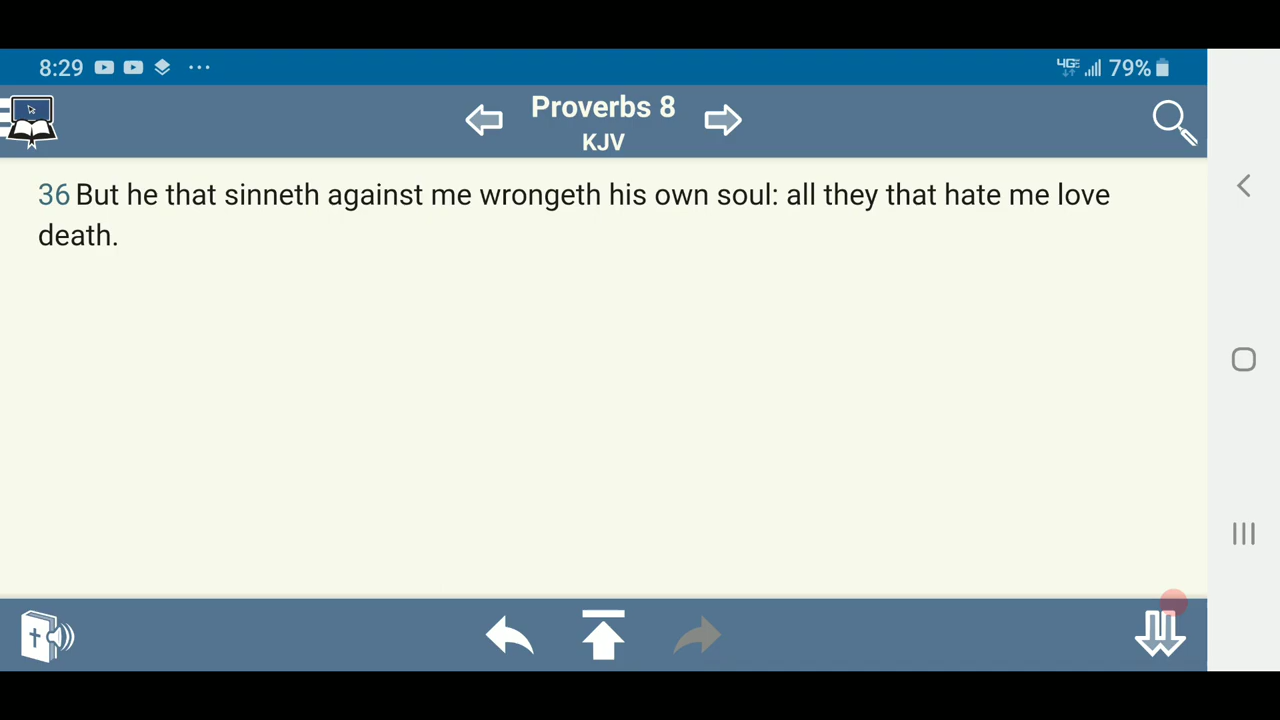 8:29 ... 4GE 79%
Proverbs 8
KJV
36 But he that sinneth against me wrongeth his own soul: all they that hate me love
death.